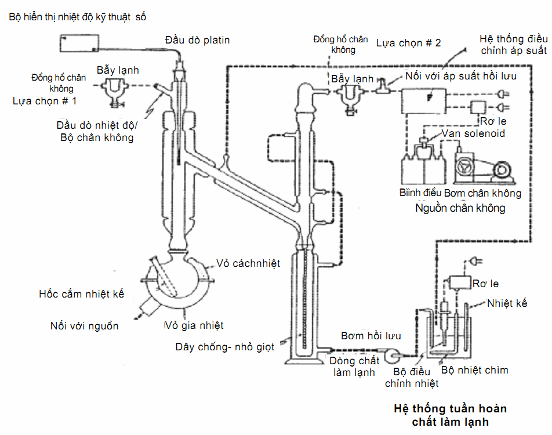 Bộ hiển thị nhiệt độ kỹ thuật số
Đầu dò platin
Đồng hồ chân
không
Bẫy lạnh
Lựa chọn # 1
Đầu dò nhiệt độ/
Bộ chân không
Đồng hồ chân
không
Lựa chọn # 2
Hệ thống điều
chỉnh áp suất
Bẫy lạnh
Nối với áp suất hồi lưu
Rơ le
Van solenoid
Bơm chân không
Nguồn chân không
Vỏ cáchnhiệt
Hốc cắm nhiệt kế
Nối với nguồn
Vỏ gia nhiệt
Dây chống- nhỏ giọt
Dòng chất
làm lạnh
Bơm hồi lưu
Rơ le
Nhiệt kế
Bộ điều
chỉnh nhiệt
Bộ nhiệt chìm
Hệ thống tuần hoàn
chất làm lạnh